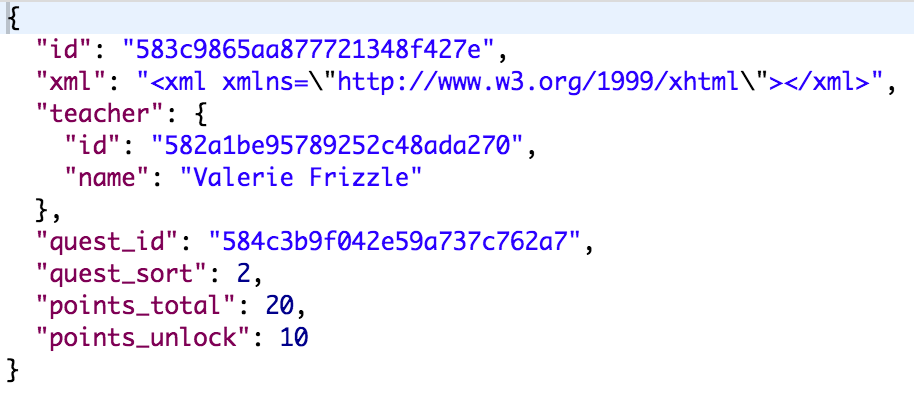 {
  "id": "583c9865aa877721348f427e",
  "xml": "<xml xmlns=\"http://www.w3.org/1999/xhtml\"></xml>",
  "teacher": {
    "id": "582a1be95789252c48ada270",
    "name": "Valerie Frizzle"
  },
  "quest_id": "584c3b9f042e59a737c762a7",
  "quest_sort": 2,
  "points_total": 20,
  "points_unlock": 10
}